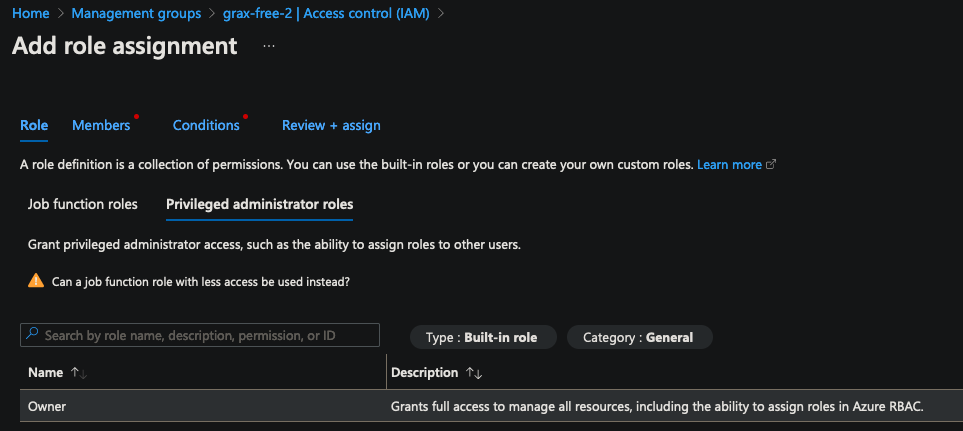 Home > Management groups > grax-free-2 | Access control (IAM) >
Add role assignment ...
Role Members Conditions Review + assign
A role definition is a collection of permissions. You can use the built-in roles or you can create your own custom roles. Learn more
Job function roles Privileged administrator roles
Grant privileged administrator access, such as the ability to assign roles to other users.
Can a job function role with less access be used instead?
Search by role name, description, permission, or ID Type : Built-in role Category : General
Name ↑↓ Description ↑↓
Owner Grants full access to manage all resources, including the ability to assign roles in Azure RBAC.